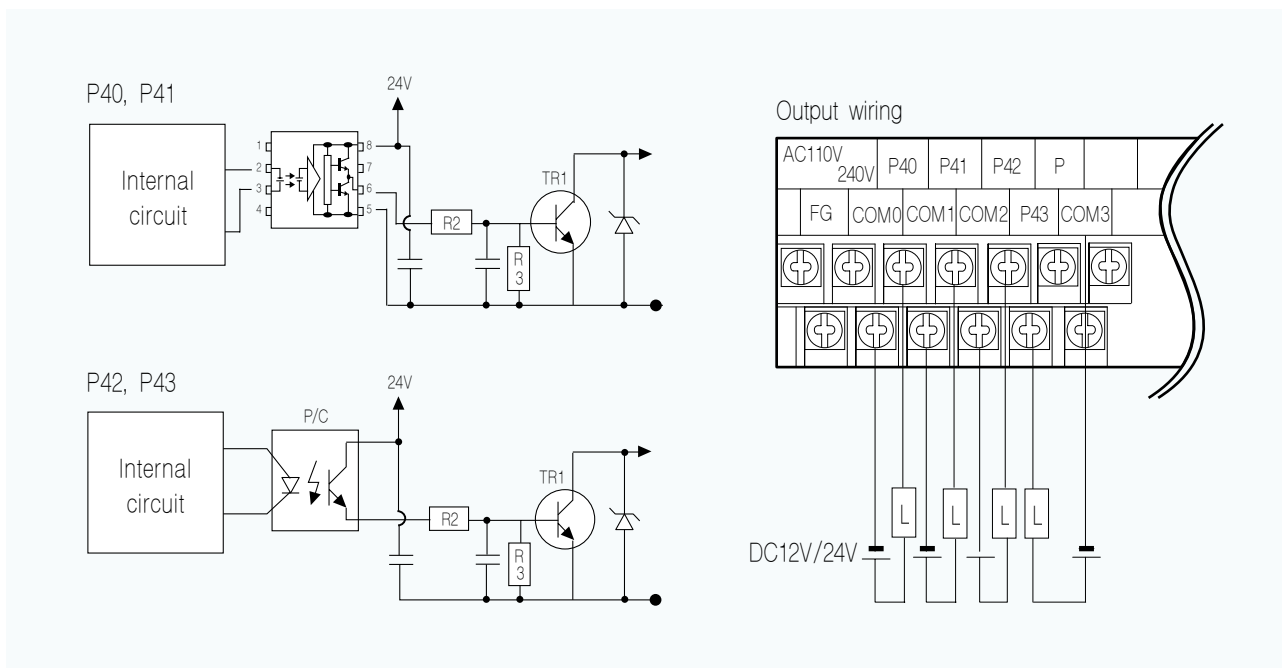 P40, P41
24V
Internal
circuit
1
2
3
4
8
7
6
5
R2
R
3
TR1
P42, P43
24V
P/C
Internal
circuit
R2
R
3
TR1
Output wiring
AC110V
240V
P40
P41
P42
P
FG
COM0
COM1
COM2
P43
COM3
L
L
L
L
DC12V/24V